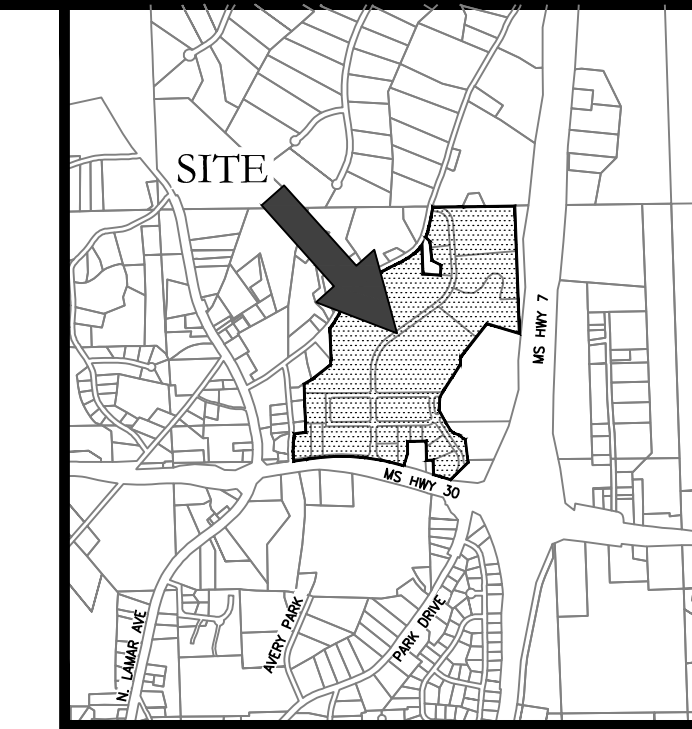 SITE
MS HWY 7
MS HWY 30
N. LAMAR AVE
AVERY PARK
PARK DRIVE